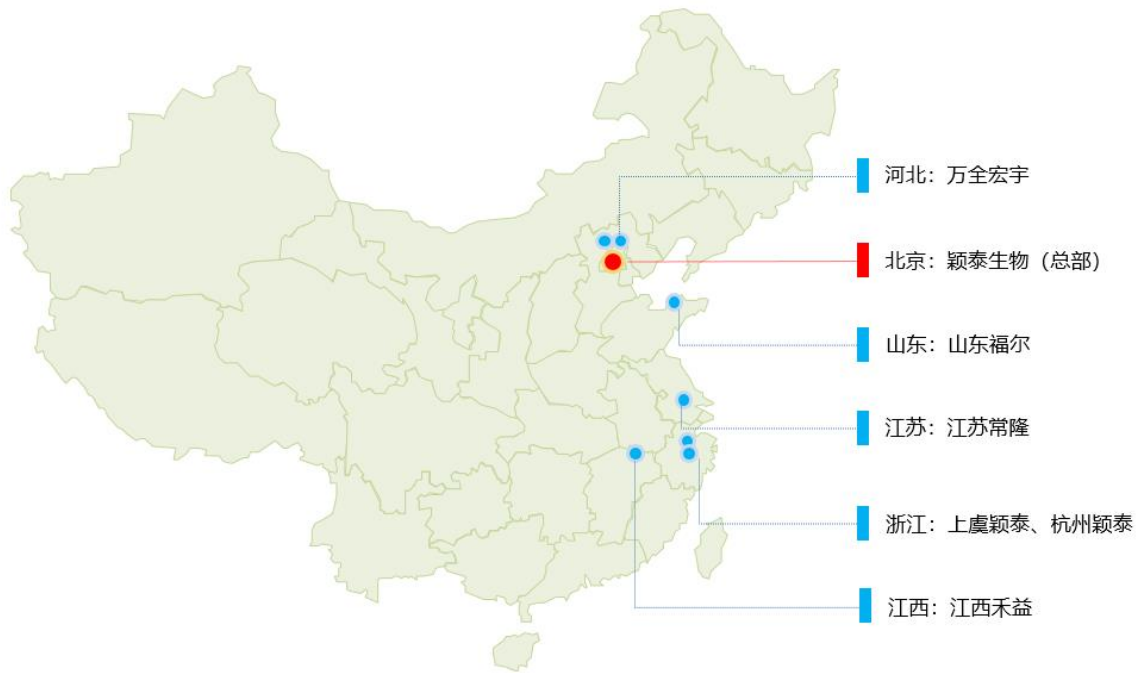 河北：万全宏宇
北京：颖泰生物（总部）
山东：山东福尔
江苏：江苏常隆
浙江：上虞颖泰、杭州颖泰
江西：江西禾益